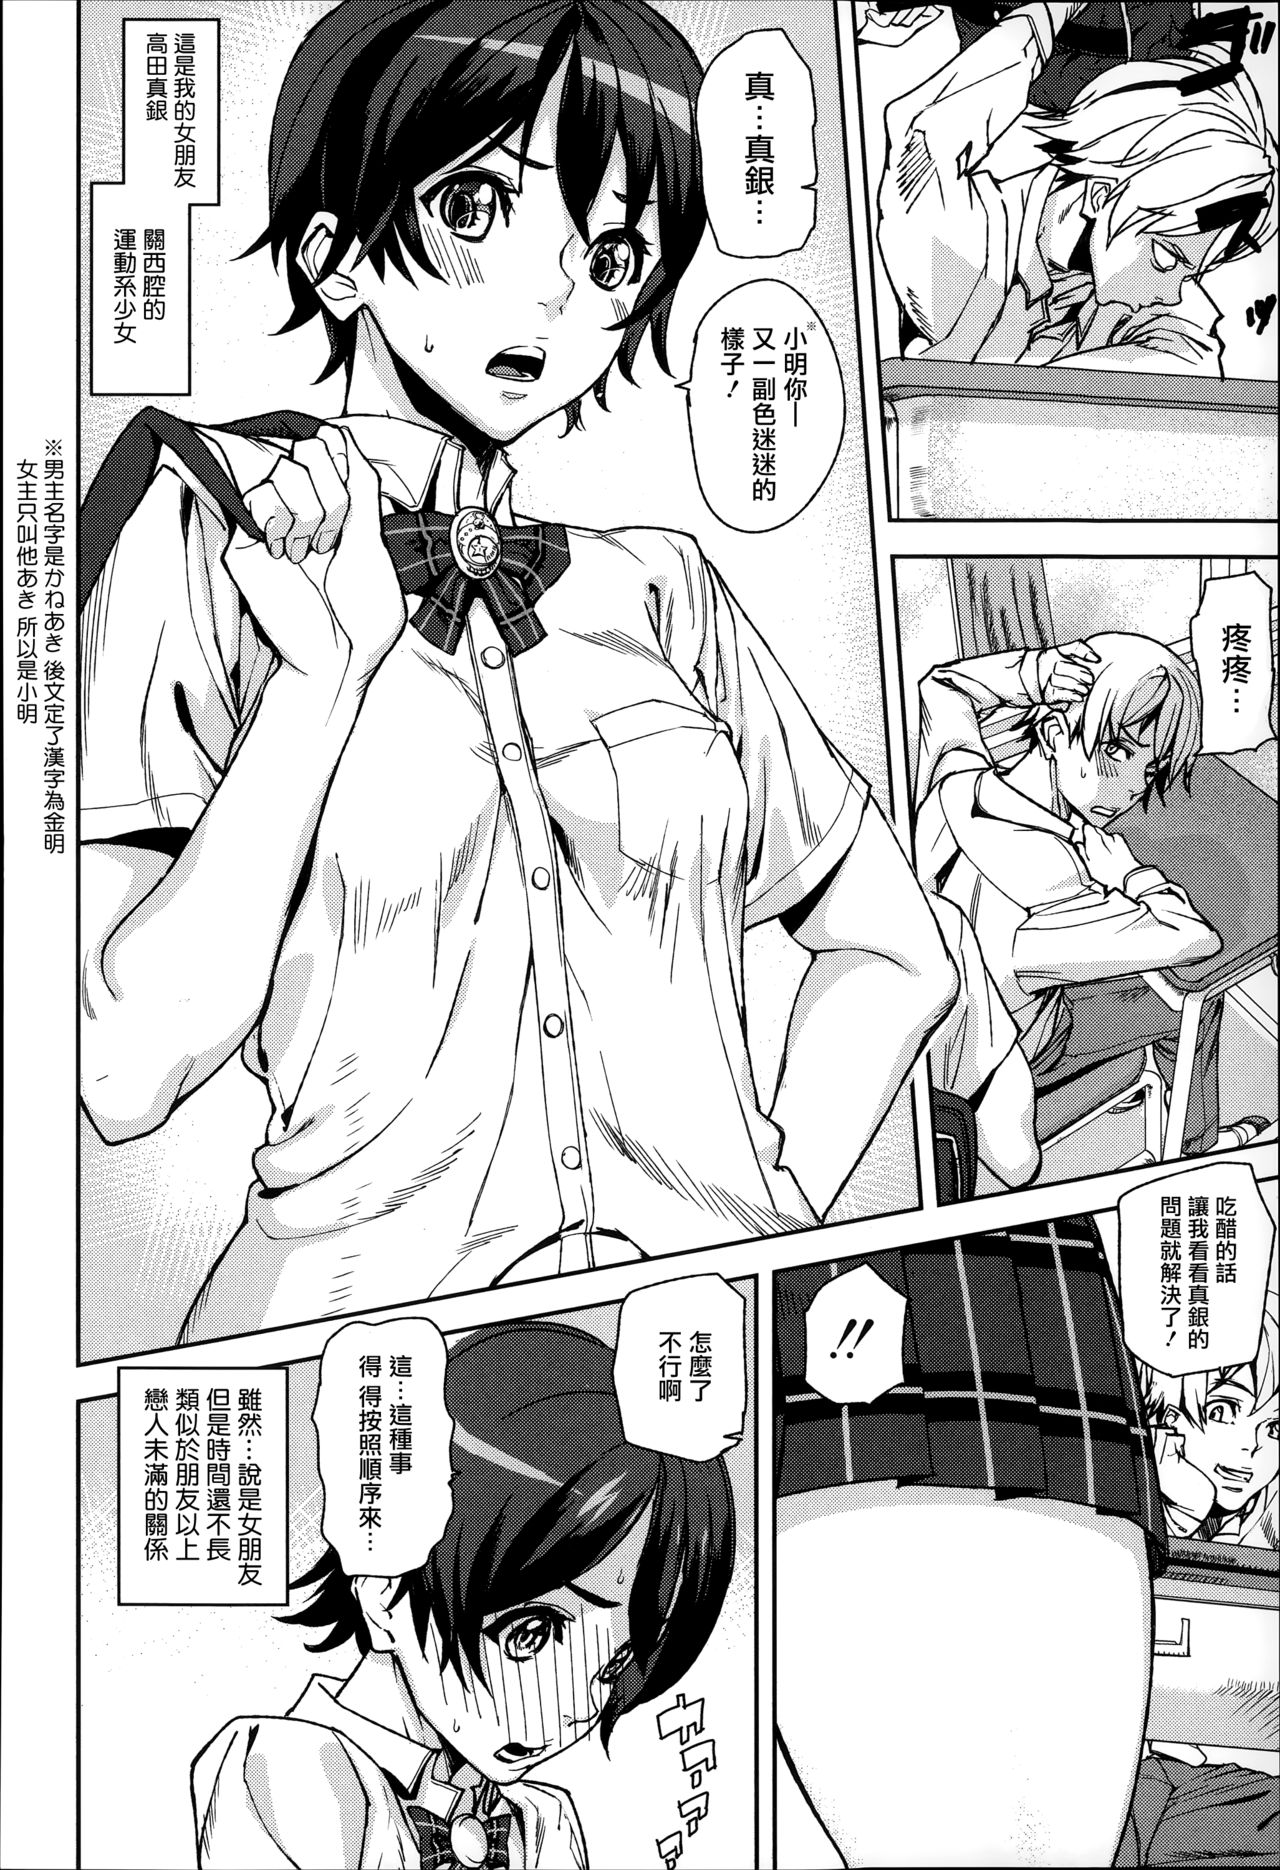 疼疼…
真…真銀…
※
小明你—
又一副色迷迷的
樣子！
這是我的女朋友
高田真銀
關西腔的
運動系少女
※男主名字是かねあき 後文定了漢字為金明
女主只叫他あき 所以是小明
吃醋的話
讓我看看真銀的
問題就解決了！
!!
怎麼了
不行啊
這…這種事
得 得按照順序來…
雖然…說是女朋友
但是時間還不長
類似於朋友以上
戀人未滿的關係